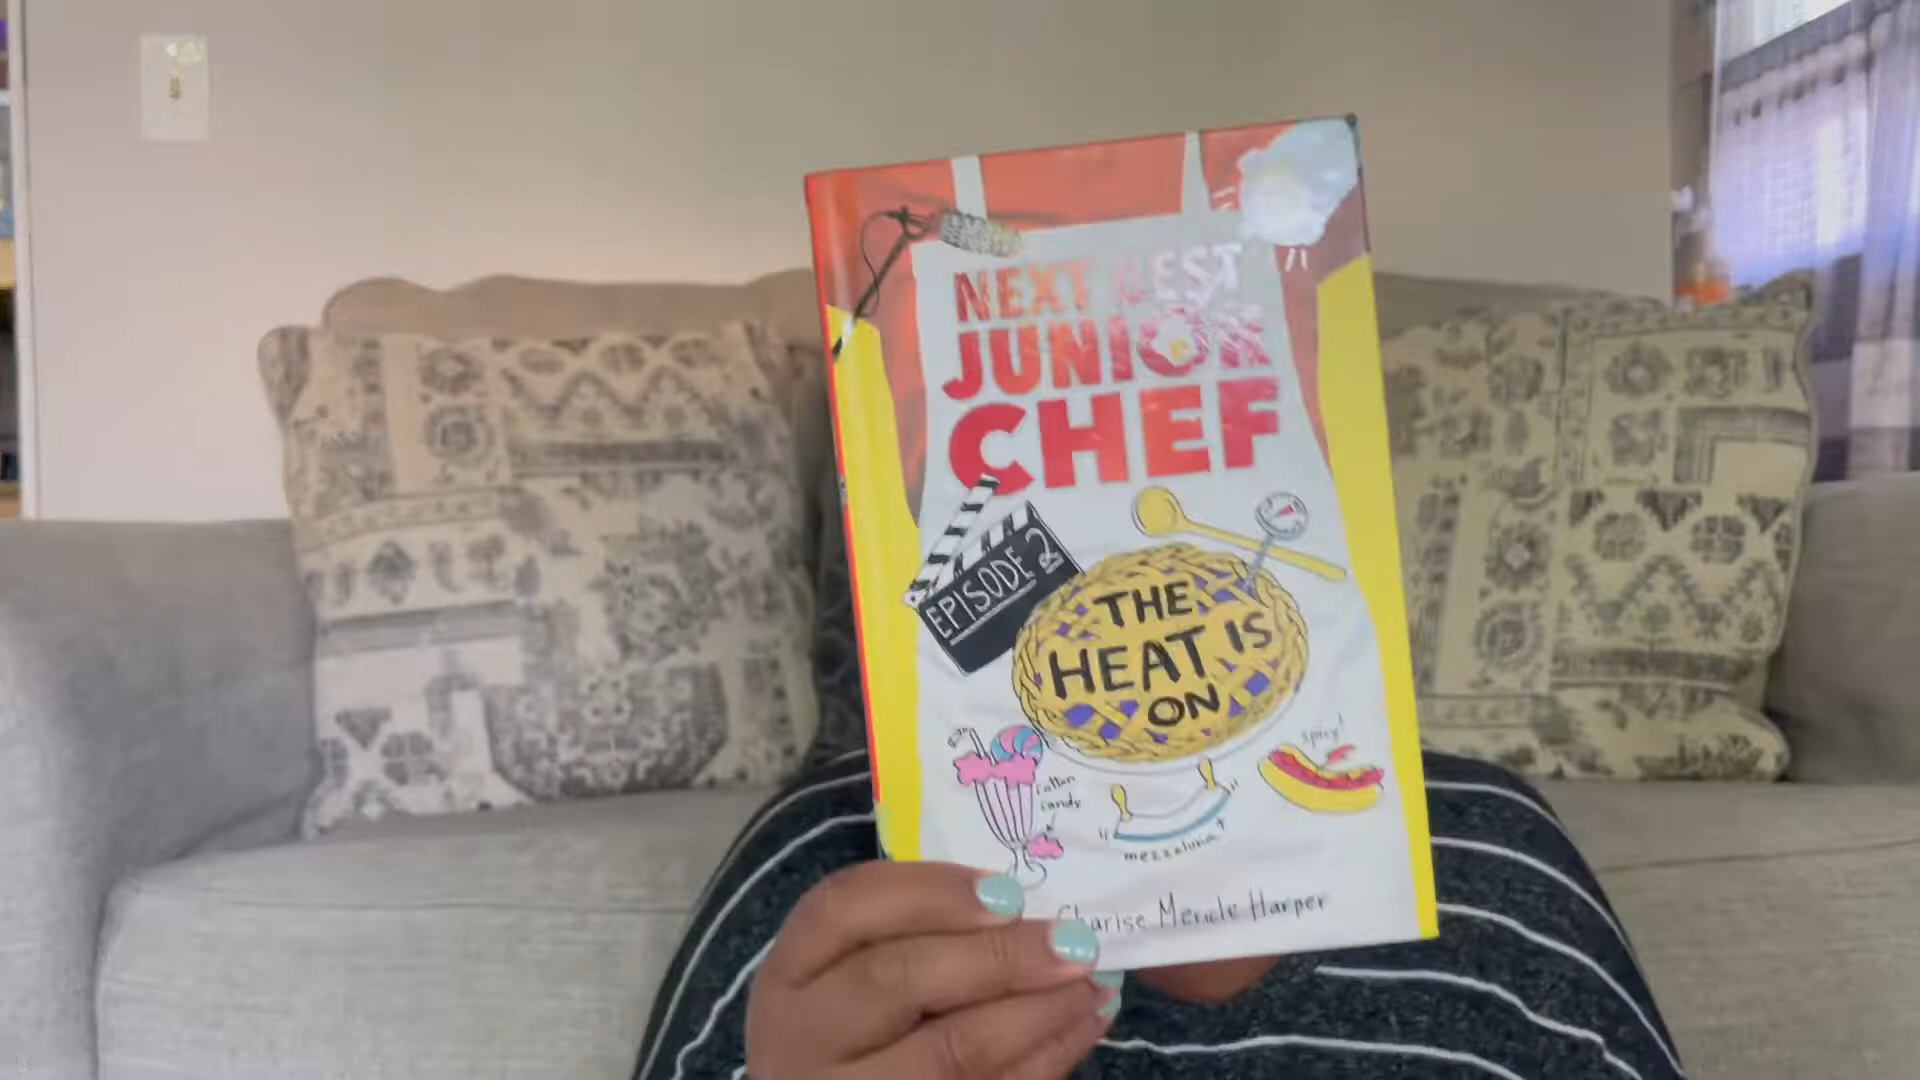 NEXT BEST
JUNIOR
CHEF
EPISODE 2
THE
HEAT IS
ON
spicy!
cotton
candy
mezzaluna
Charise Mericle Harper